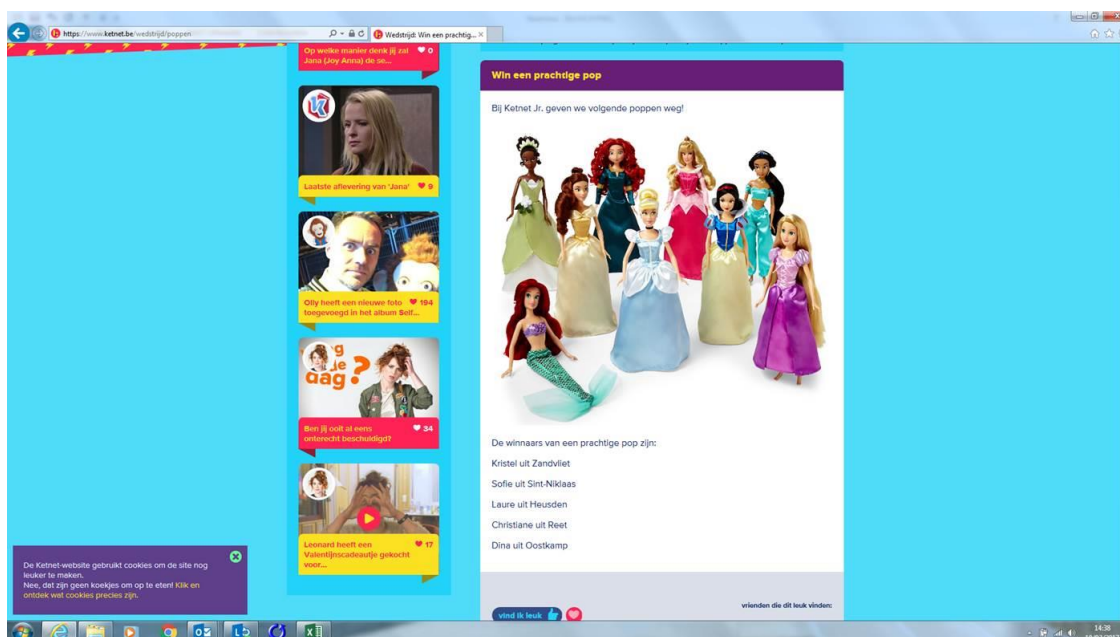 https://www.ketnet.be/wedstrijd/poppen
Wedstrijd: Win een prachtig...
Op welke manier denk jij zal
Jana (Joy Anna) de se...
0
Laatste aflevering van 'Jana'
9
Olly heeft een nieuwe foto
toegevoegd in het album Self...
194
dag?
Ben jij ooit al eens
onterecht beschuldigd?
34
Leonard heeft een
Valentijnscadeautje gekocht
voor...
17
Win een prachtige pop
Bij Ketnet Jr. geven we volgende poppen weg!
De winnaars van een prachtige pop zijn:
Kristel uit Zandvliet
Sofie uit Sint-Niklaas
Laure uit Heusden
Christiane uit Reet
Dina uit Oostkamp
vind ik leuk
vrienden die dit leuk vinden:
De Ketnet-website gebruikt cookies om de site nog
leuker te maken.
Nee, dat zijn geen koekjes om op te eten! Klik en
ontdek wat cookies precies zijn.
14:38